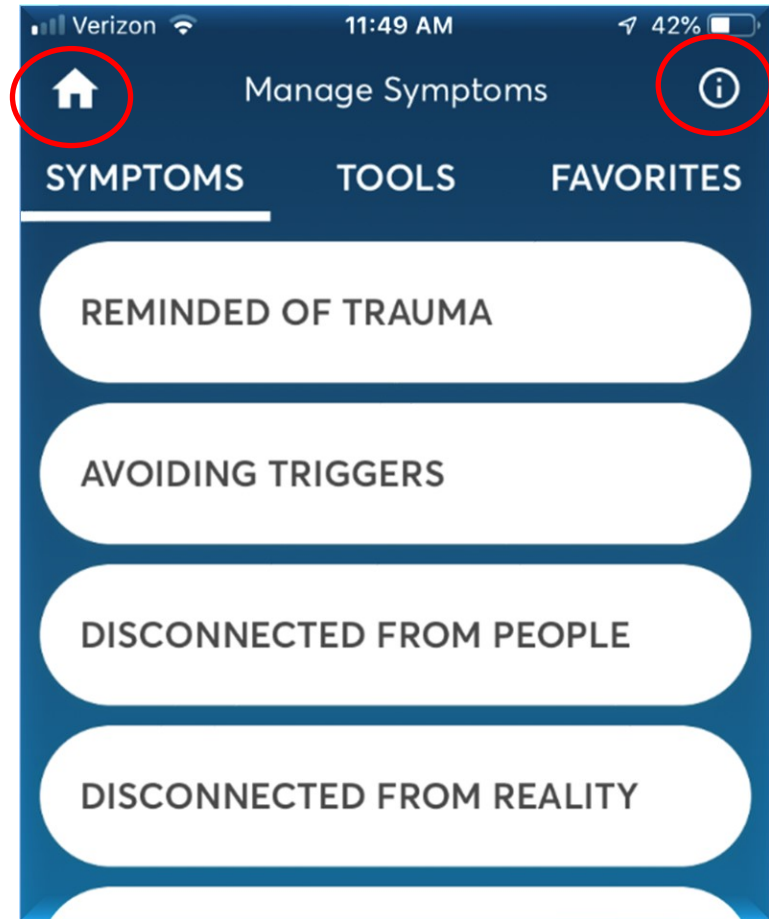 Verizon 11:49 AM 42%
Manage Symptoms
SYMPTOMS TOOLS FAVORITES
REMINDED OF TRAUMA
AVOIDING TRIGGERS
DISCONNECTED FROM PEOPLE
DISCONNECTED FROM REALITY